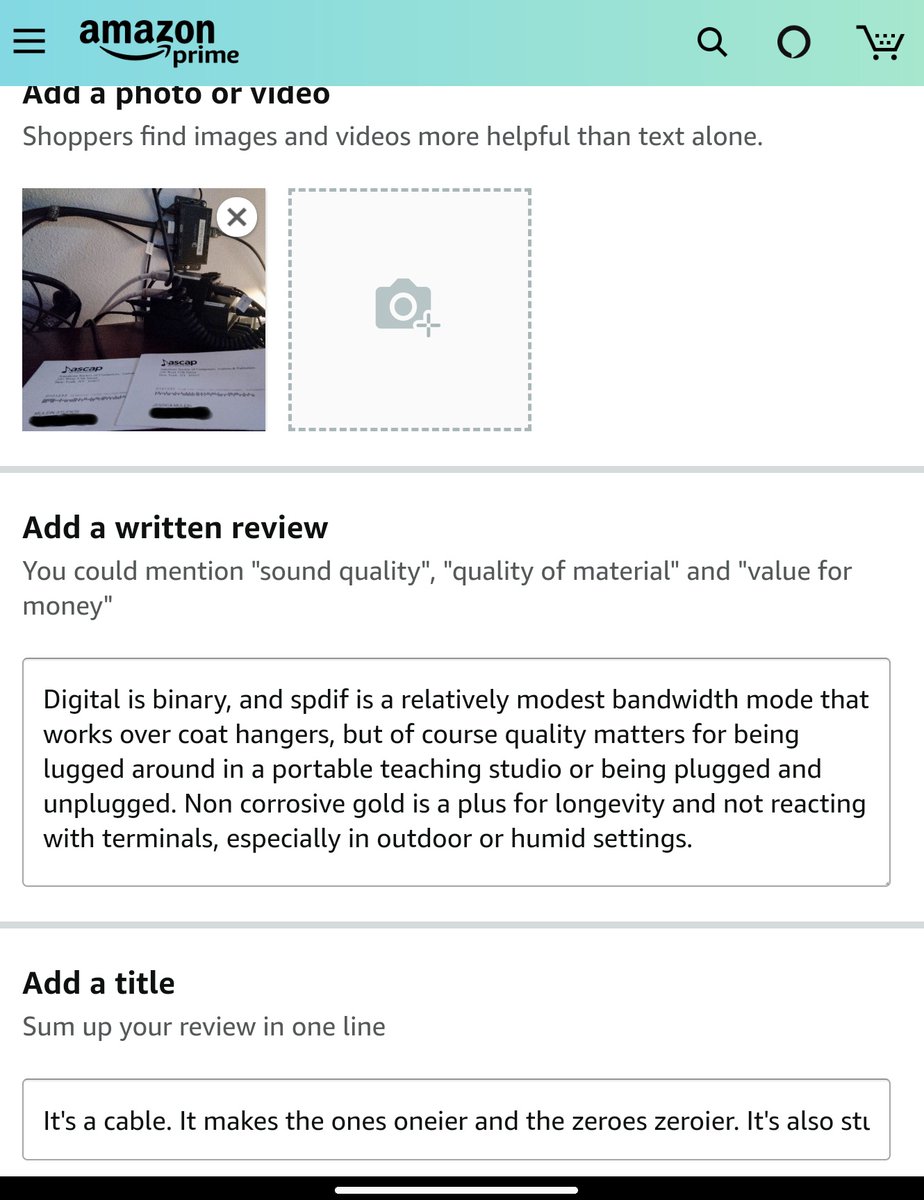 amazon
prime
Add a photo or video
Shoppers find images and videos more helpful than text alone.
ascap
ascap
Add a written review
You could mention "sound quality", "quality of material" and "value for
money"
Digital is binary, and spdif is a relatively modest bandwidth mode that
works over coat hangers, but of course quality matters for being
lugged around in a portable teaching studio or being plugged and
unplugged. Non corrosive gold is a plus for longevity and not reacting
with terminals, especially in outdoor or humid settings.
Add a title
Sum up your review in one line
It's a cable. It makes the ones oneier and the zeroes zeroier. It's also stu